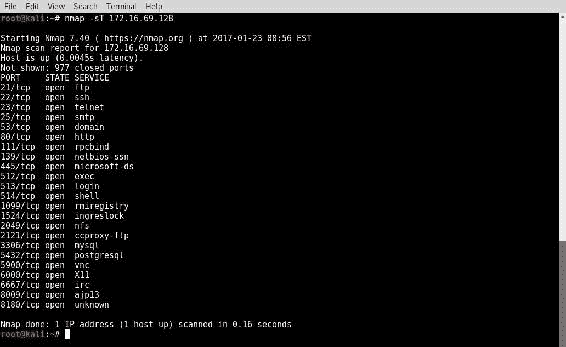 File Edit View Search Terminal Help
root@kali:~# nmap -sT 172.16.69.128
Starting Nmap 7.40 ( https://nmap.org ) at 2017-01-23 00:56 EST
Nmap scan report for 172.16.69.128
Host is up (0.0045s latency).
Not shown: 977 closed ports
PORT     STATE SERVICE
21/tcp   open  ftp
22/tcp   open  ssh
23/tcp   open  telnet
25/tcp   open  smtp
53/tcp   open  domain
80/tcp   open  http
111/tcp  open  rpcbind
139/tcp  open  netbios-ssn
445/tcp  open  microsoft-ds
512/tcp  open  exec
513/tcp  open  login
514/tcp  open  shell
1099/tcp open  rmiregistry
1524/tcp open  ingreslock
2049/tcp open  nfs
2121/tcp open  ccproxy-ftp
3306/tcp open  mysql
5432/tcp open  postgresql
5900/tcp open  vnc
6000/tcp open  X11
6667/tcp open  irc
8009/tcp open  ajp13
8180/tcp open  unknown
Nmap done: 1 IP address (1 host up) scanned in 0.16 seconds
root@kali:~#